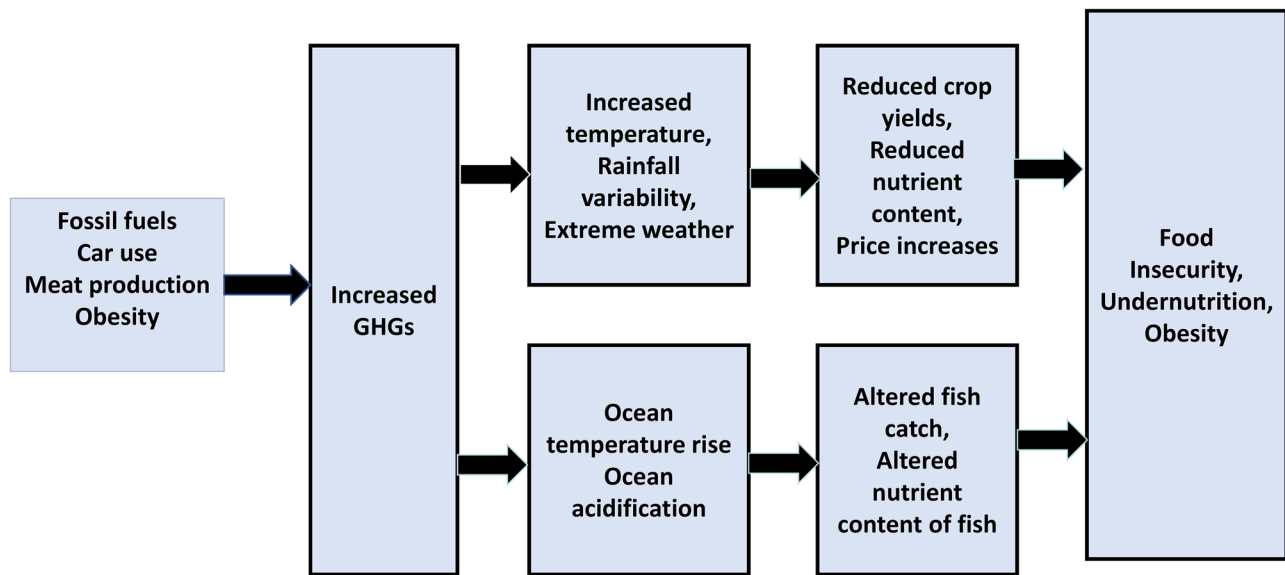 Fossil fuels
Car use
Meat production
Obesity
Increased
GHGs
Increased
temperature,
Rainfall
variability,
Extreme weather
Reduced crop
yields,
Reduced
nutrient
content,
Price increases
Ocean
temperature rise
Ocean
acidification
Altered fish
catch,
Altered
nutrient
content of fish
Food
Insecurity,
Undernutrition,
Obesity